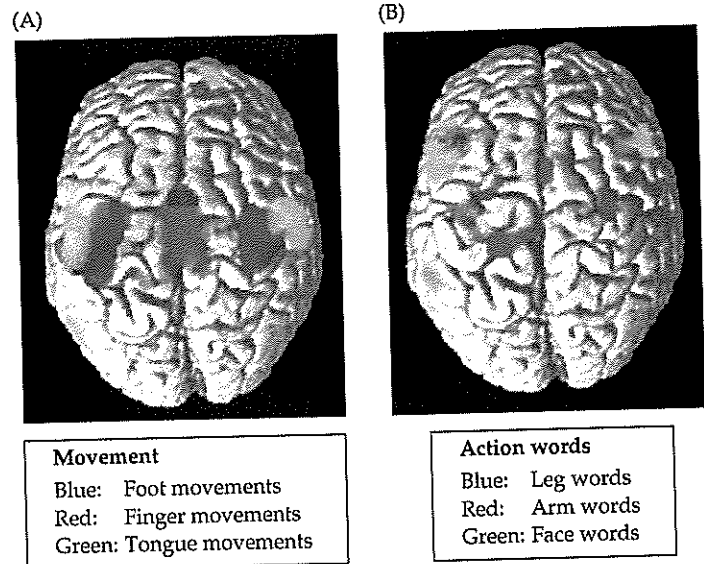 (A)
(B)
Movement
Blue: Foot movements
Red: Finger movements
Green: Tongue movements
Action words
Blue: Leg words
Red: Arm words
Green: Face words